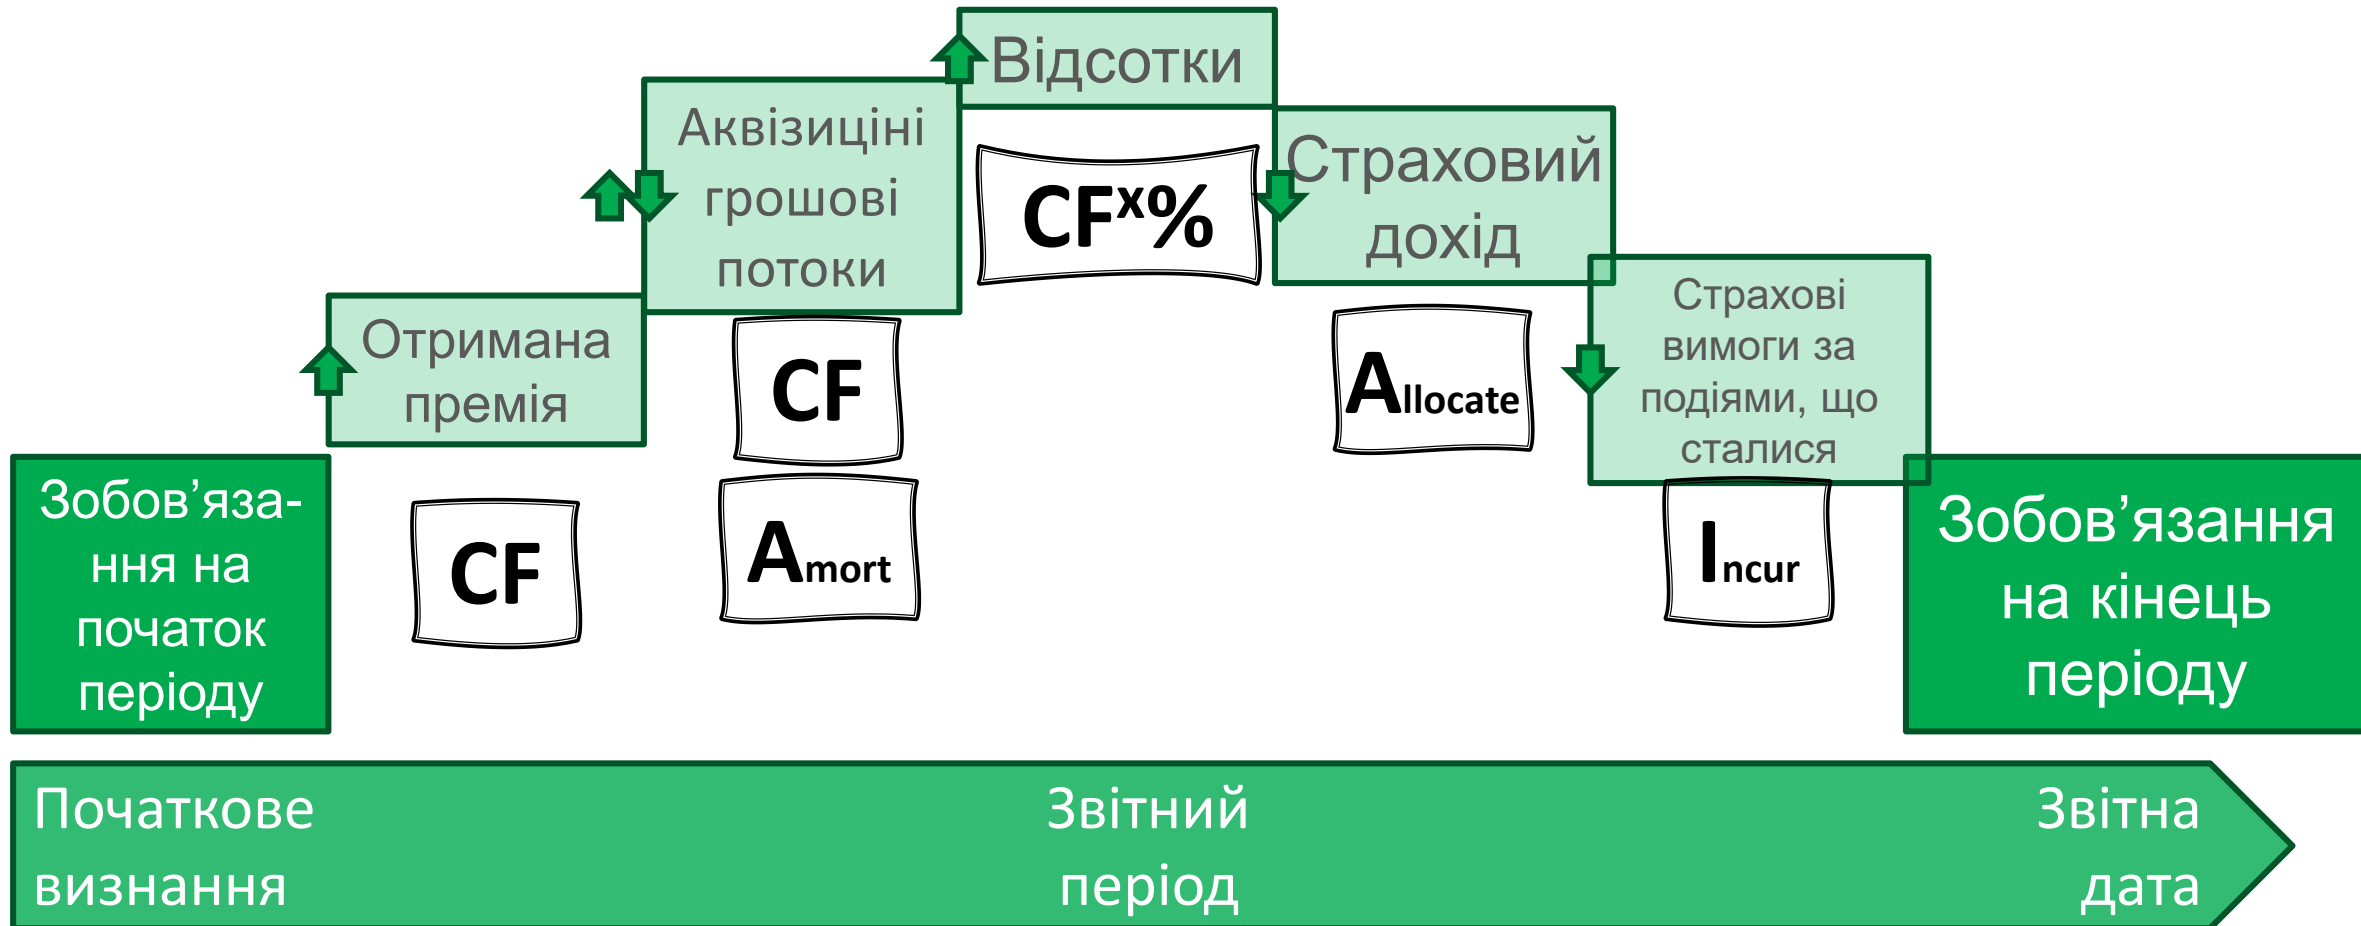 Зобов’яза-
ння на
початок
періоду
Отримана
премія
CF
Аквізиціні
грошові
потоки
CF
Amort
Відсотки
CFˣ%
Страховий
дохід
Allocate
Страхові
вимоги за
подіями, що
сталися
Incur
Зобов’язання
на кінець
періоду
Початкове
визнання
Звітний
період
Звітна
дата